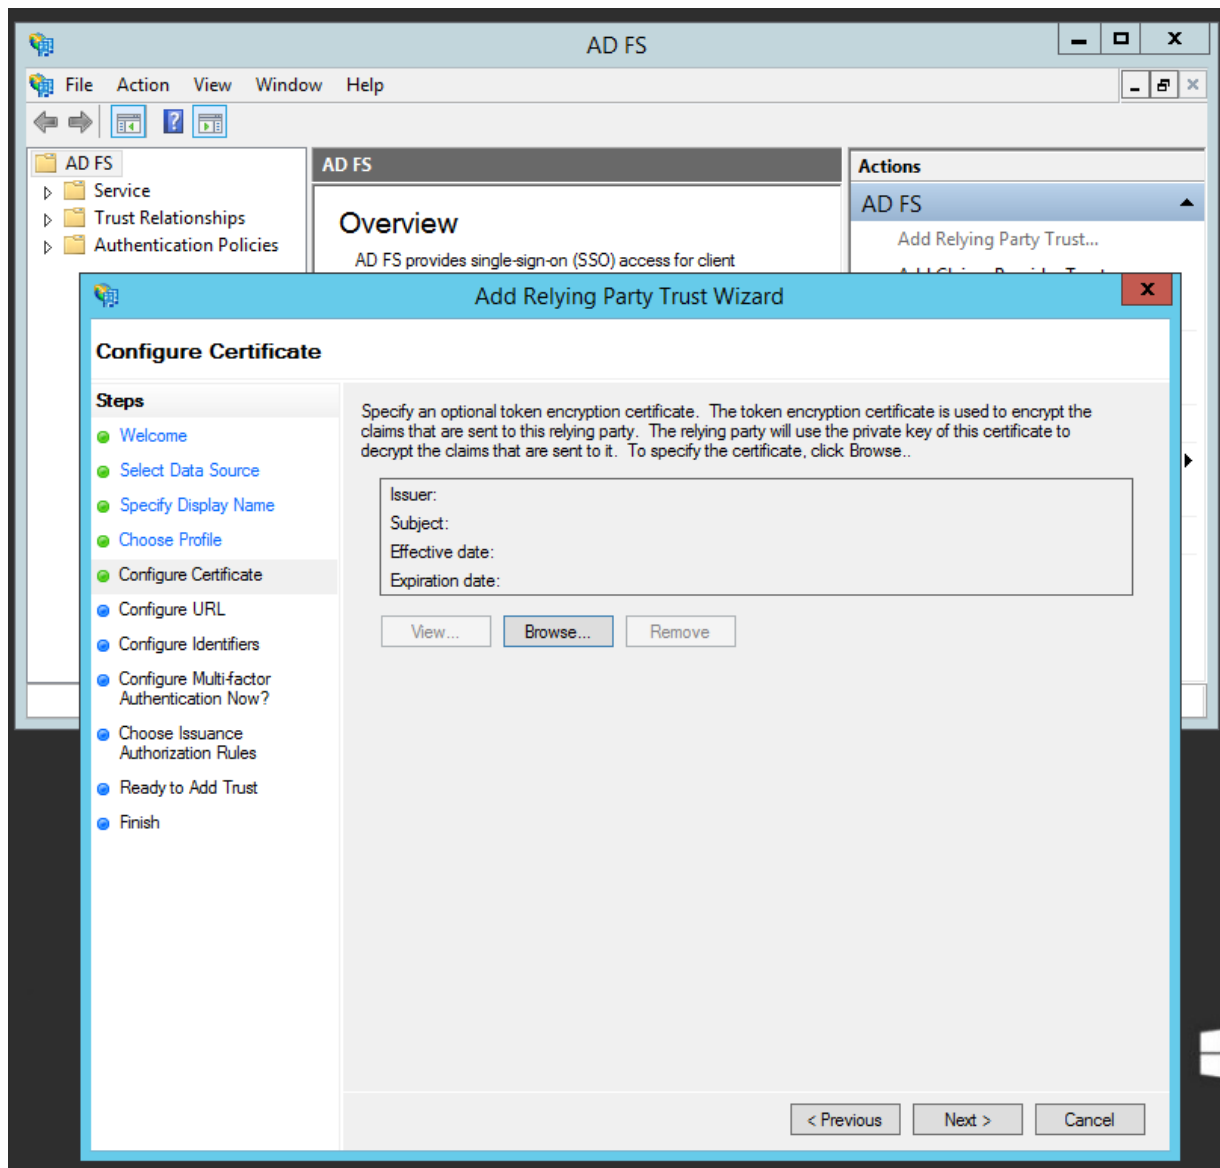 AD FS
File Action View Window Help
AD FS
Service
Trust Relationships
Authentication Policies
AD FS
Overview
AD FS provides single-sign-on (SSO) access for client
Actions
AD FS
Add Relying Party Trust...
Add Relying Party Trust Wizard
Configure Certificate
Steps
Welcome
Select Data Source
Specify Display Name
Choose Profile
Configure Certificate
Configure URL
Configure Identifiers
Configure Multi-factor
Authentication Now?
Choose Issuance
Authorization Rules
Ready to Add Trust
Finish
Specify an optional token encryption certificate. The token encryption certificate is used to encrypt the
claims that are sent to this relying party. The relying party will use the private key of this certificate to
decrypt the claims that are sent to it. To specify the certificate, click Browse..
Issuer:
Subject:
Effective date:
Expiration date:
View... Browse... Remove
< Previous Next > Cancel